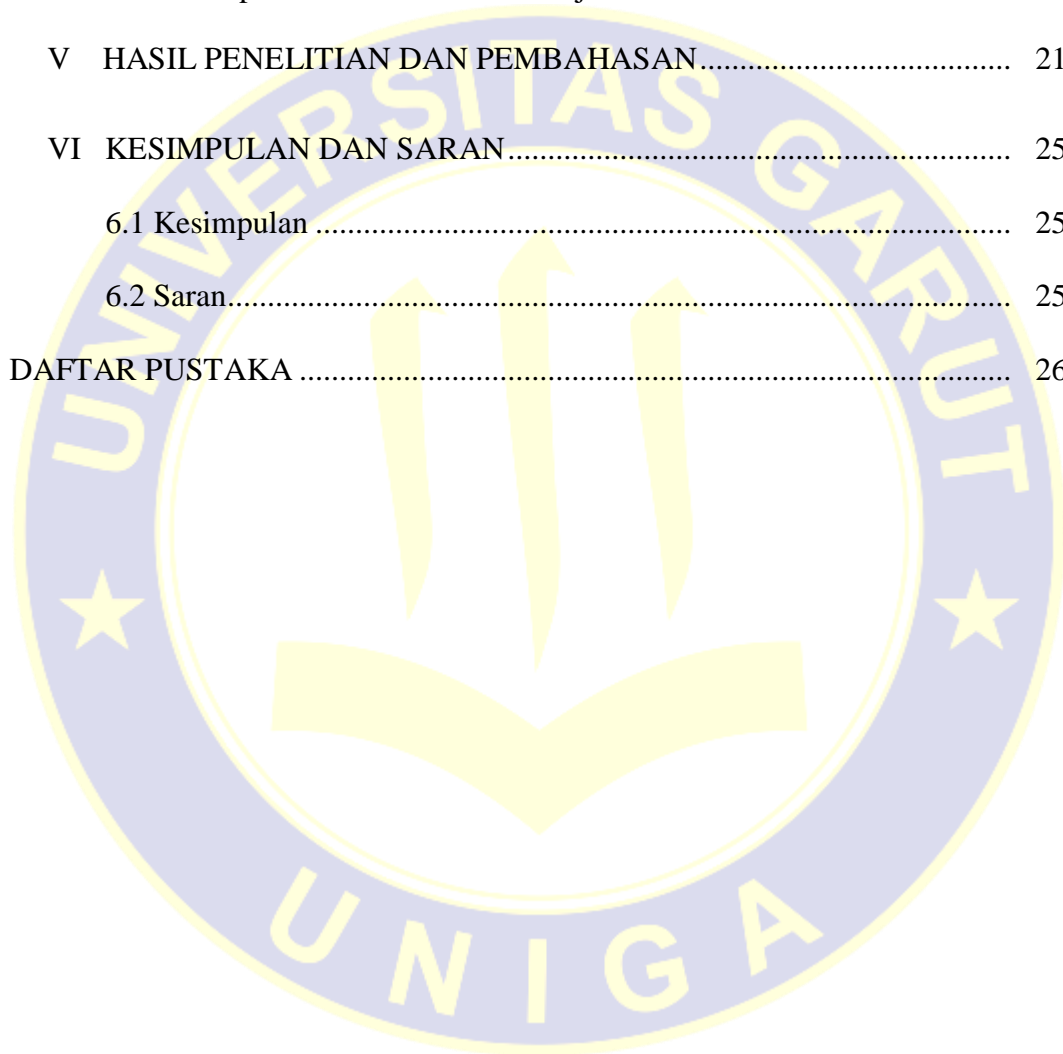 V HASIL PENELITIAN DAN PEMBAHASAN.................................... 21
VI KESIMPULAN DAN SARAN............................................................ 25
6.1 Kesimpulan .................................................................................... 25
6.2 Saran............................................................................................... 25
DAFTAR PUSTAKA ...................................................................................... 26
UNIVERSITAS GARUT
UNIGA